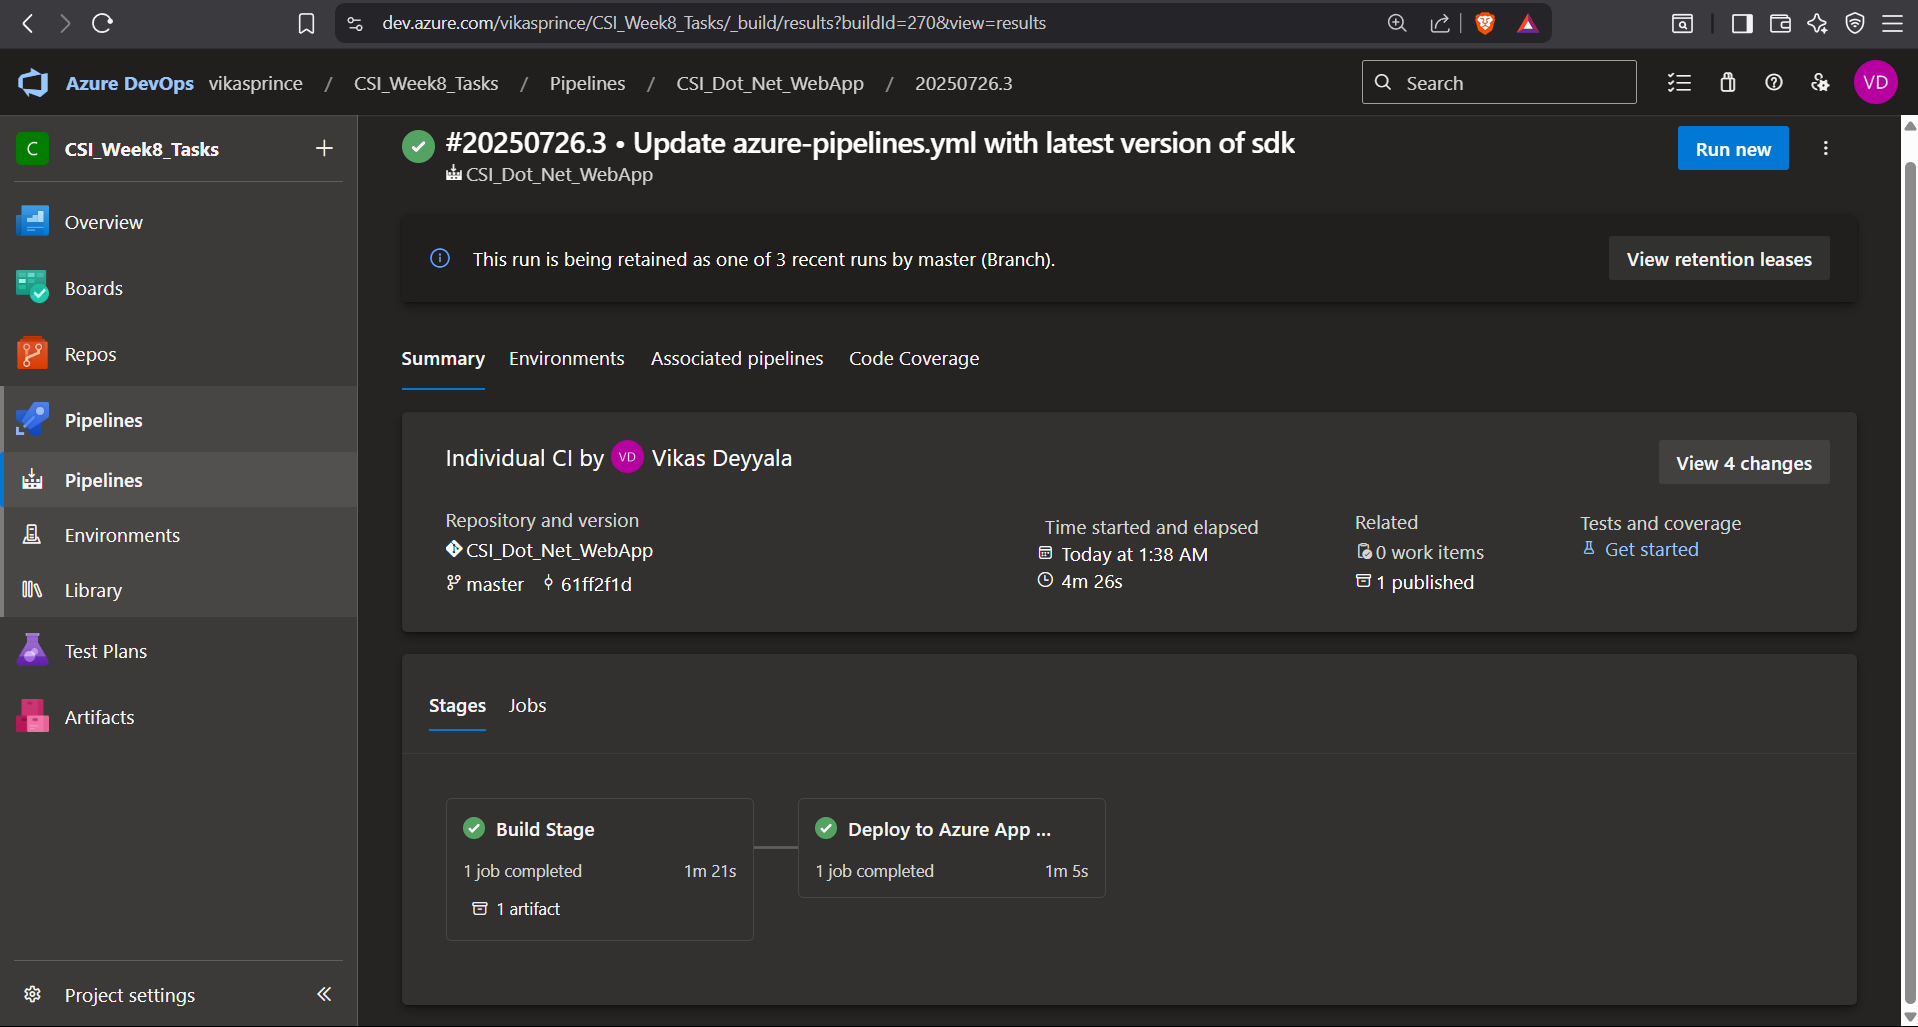 dev.azure.com/vikasprince/CSI_Week8_Tasks/_build/results?buildId=270&view=results
Azure DevOps vikasprince / CSI_Week8_Tasks / Pipelines / CSI_Dot_Net_WebApp / 20250726.3
Search
VD
C CSI_Week8_Tasks
Overview
Boards
Repos
Pipelines
Pipelines
Environments
Library
Test Plans
Artifacts
Project settings
#20250726.3 • Update azure-pipelines.yml with latest version of sdk
CSI_Dot_Net_WebApp
Run new
This run is being retained as one of 3 recent runs by master (Branch).
View retention leases
Summary Environments Associated pipelines Code Coverage
Individual CI by VD Vikas Deyyala
View 4 changes
Repository and version
CSI_Dot_Net_WebApp
master 61ff2f1d
Time started and elapsed
Today at 1:38 AM
4m 26s
Related
0 work items
1 published
Tests and coverage
Get started
Stages Jobs
Build Stage
1 job completed 1m 21s
1 artifact
Deploy to Azure App ...
1 job completed 1m 5s